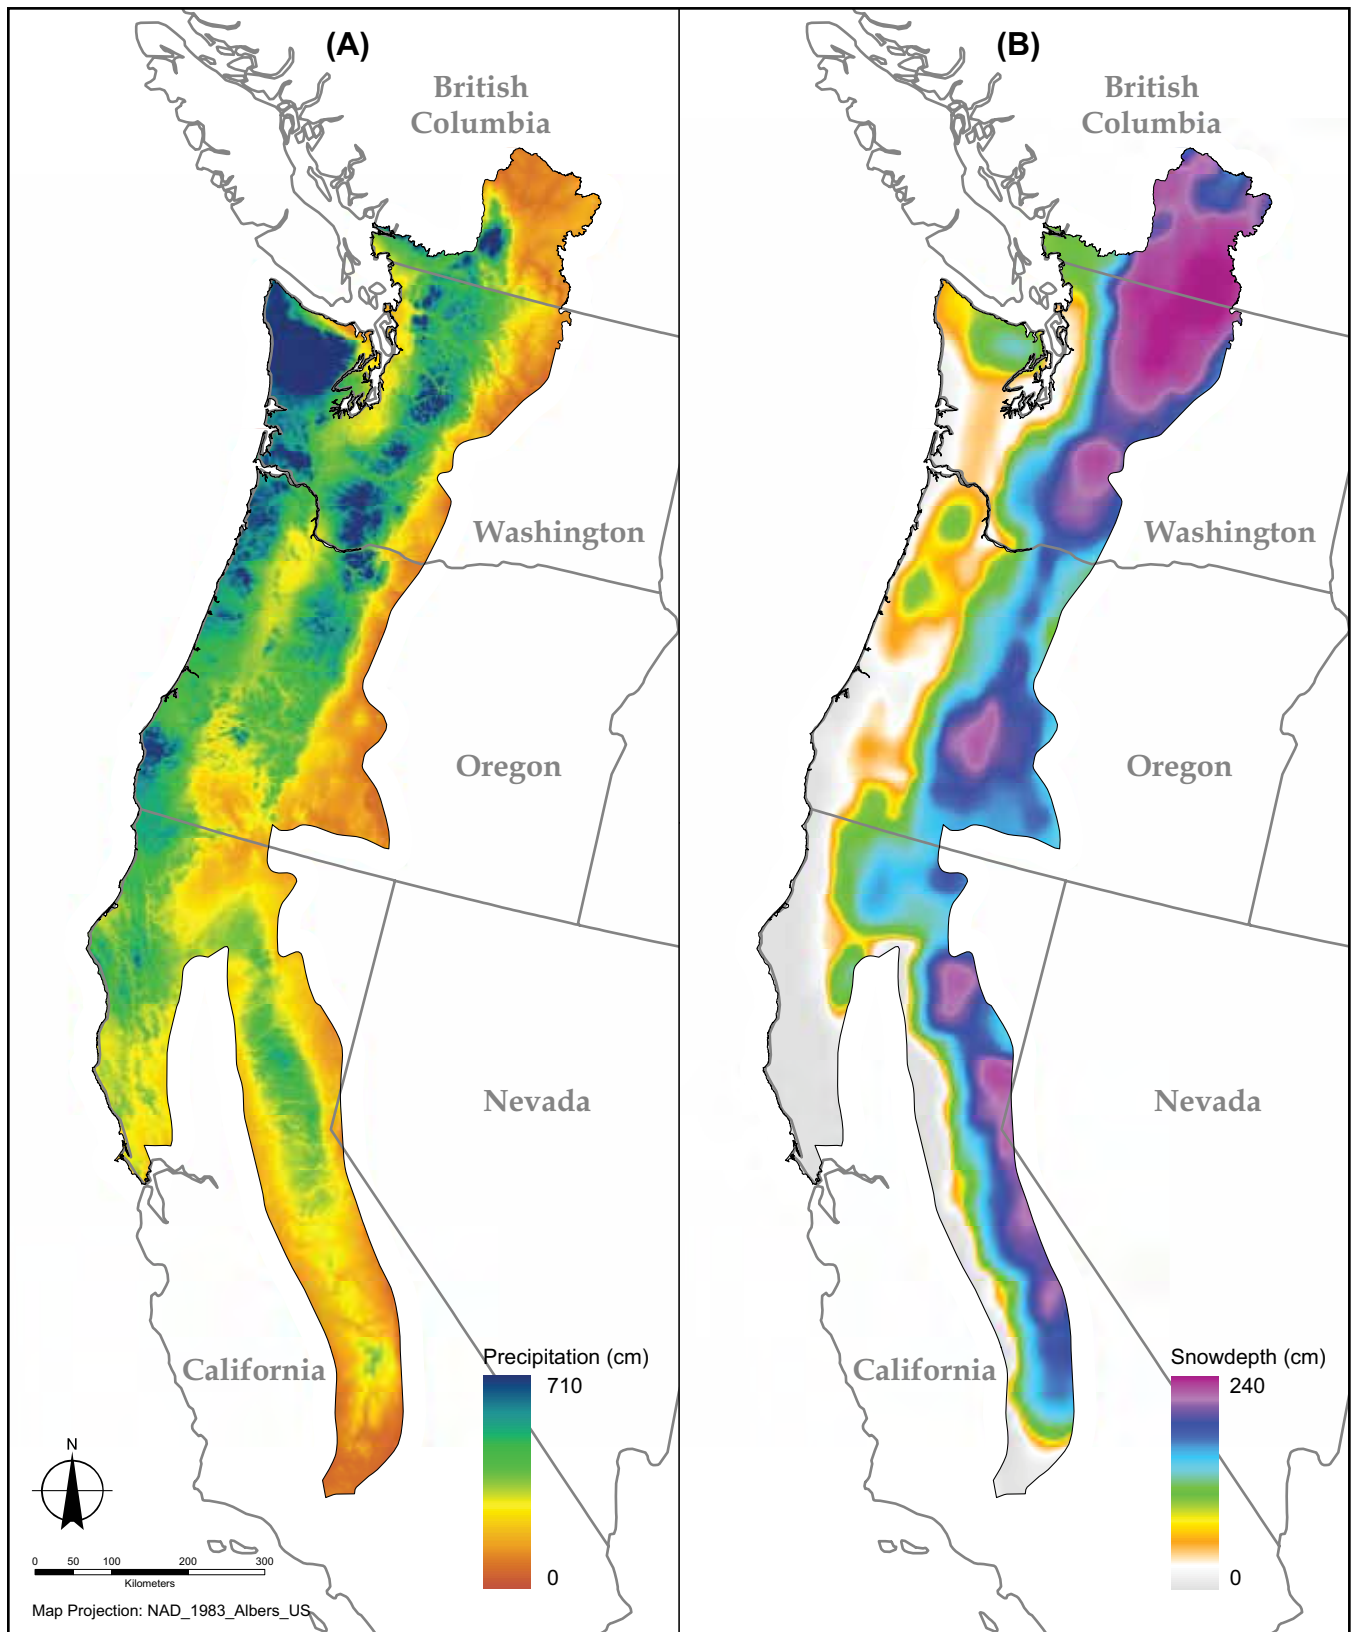 (A)
British
Columbia
Washington
Oregon
Nevada
California
Precipitation (cm)
710
0
N
0 50 100 200 300
Kilometers
Map Projection: NAD_1983_Albers_US
(B)
British
Columbia
Washington
Oregon
Nevada
California
Snowdepth (cm)
240
0